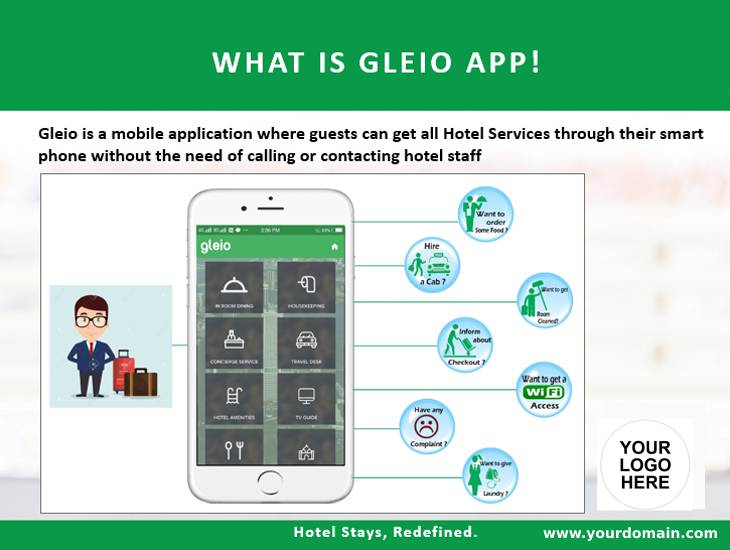 WHAT IS GLEIO APP!
Gleio is a mobile application where guests can get all Hotel Services through their smart
phone without the need of calling or contacting hotel staff
3:26 PM
gleio
IN ROOM DINING
HOUSEKEEPING
CONCIERGE SERVICE
TRAVEL DESK
HOTEL AMENITIES
TV GUIDE
Want to
order
Some Food ?
Hire
a Cab ?
Want to get
Room
Cleaned?
Inform
about
Checkout ?
Want to get a
WiFi
Access
Have any
Complaint ?
Want to give
Laundry ?
YOUR
LOGO
HERE
Hotel Stays, Redefined.
www.yourdomain.com